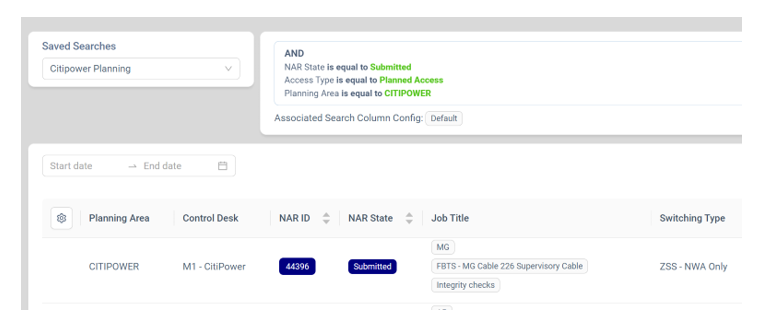 Saved Searches
Citipower Planning
AND
NAR State is equal to Submitted
Access Type is equal to Planned Access
Planning Area is equal to CITIPOWER
Associated Search Column Config: Default
Start date → End date
Planning Area Control Desk NAR ID NAR State Job Title Switching Type
CITIPOWER M1 - CitiPower 44396 Submitted MG ZSS - NWA Only
FBTS - MG Cable 226 Supervisory Cable
Integrity checks